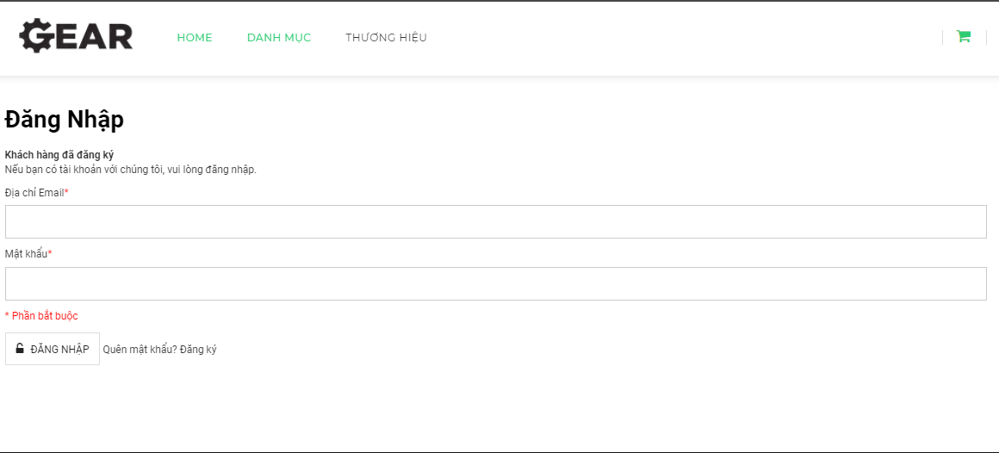 GEAR
HOME DANH MỤC THƯƠNG HIỆU
Đăng Nhập
Khách hàng đã đăng ký
Nếu bạn có tài khoản với chúng tôi, vui lòng đăng nhập.
Địa chỉ Email*
Mật khẩu*
* Phần bắt buộc
ĐĂNG NHẬP Quên mật khẩu? Đăng ký